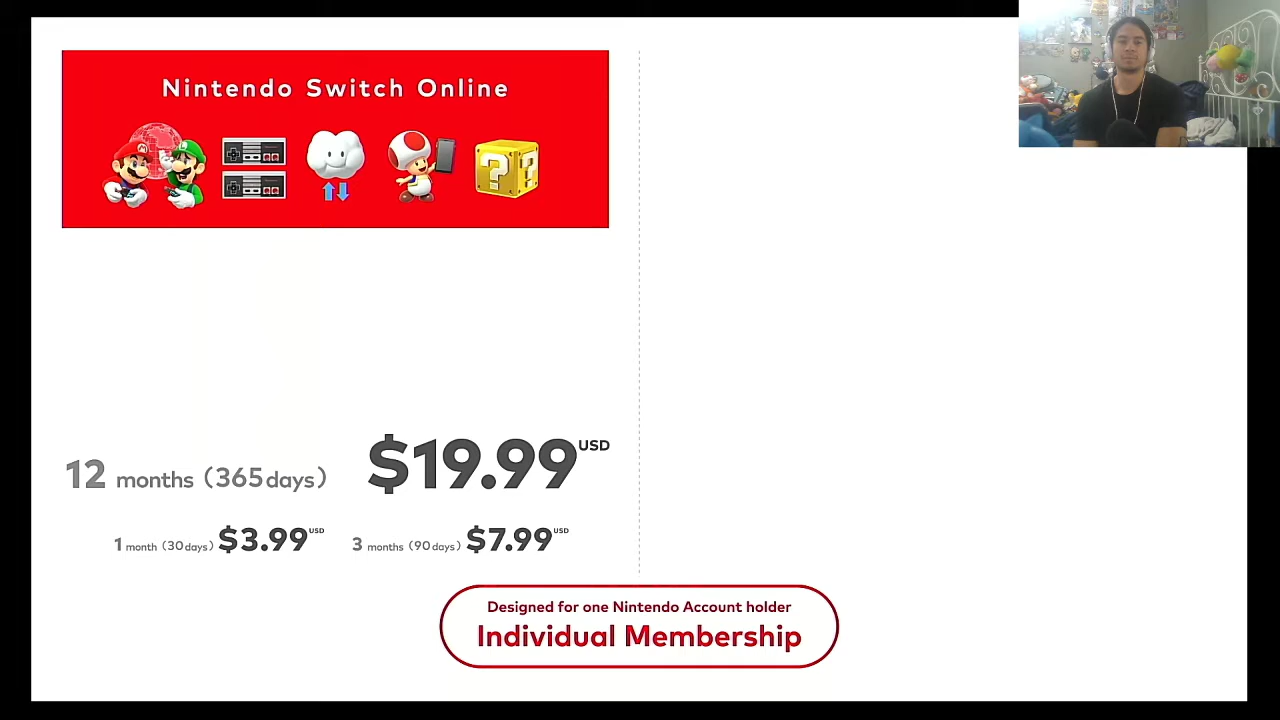 Nintendo Switch Online
12 months (365 days) $19.99 USD
1 month (30 days) $3.99 USD 3 months (90 days) $7.99 USD
Designed for one Nintendo Account holder
Individual Membership